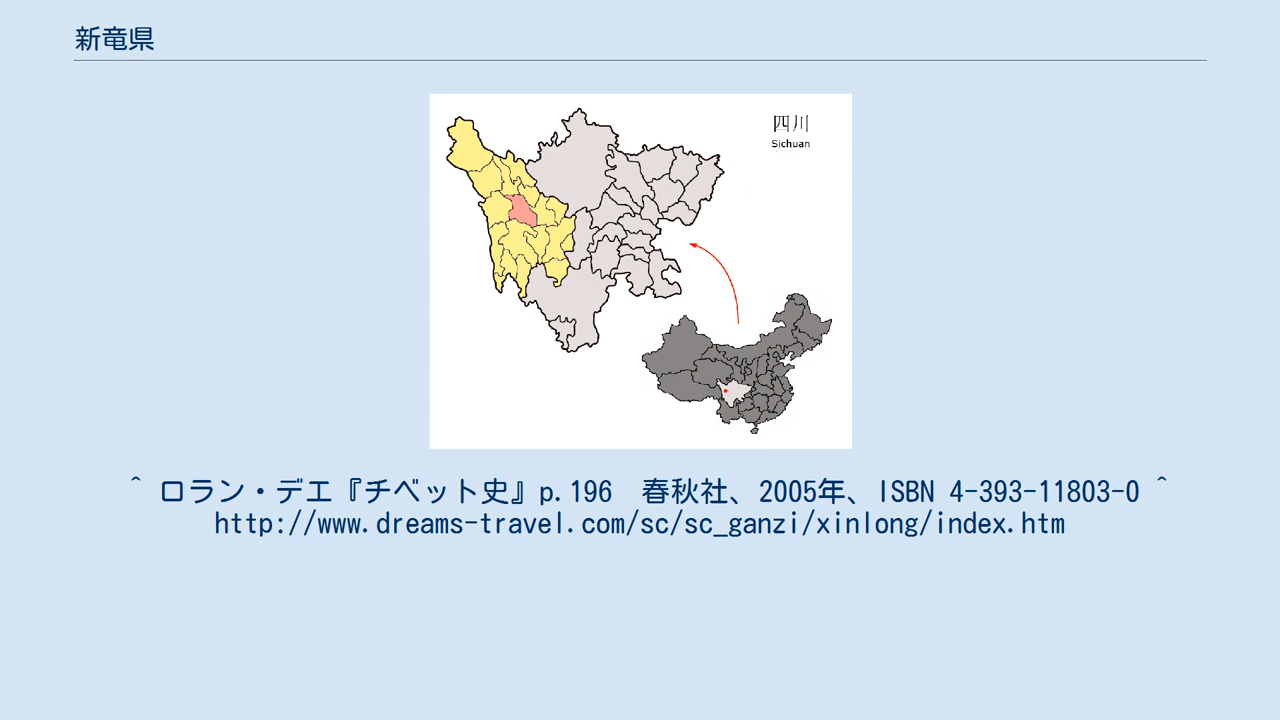 新竜県
四川
Sichuan
^ ロラン・デエ『チベット史』p.196　春秋社、2005年、ISBN 4-393-11803-0 ^
http://www.dreams-travel.com/sc/sc_ganzi/xinlong/index.htm